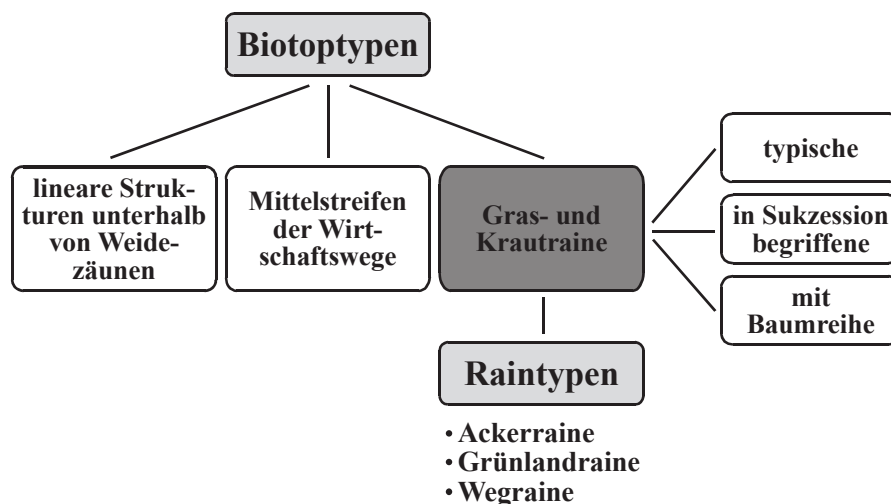 Biotoptypen
lineare Struk-
turen unterhalb
von Weide-
zäunen
Mittelstreifen
der Wirt-
schaftswege
Gras- und
Krautraine
typische
in Sukzession
begriffene
mit
Baumreihe
Raintypen
• Ackerraine
• Grünlandraine
• Wegraine